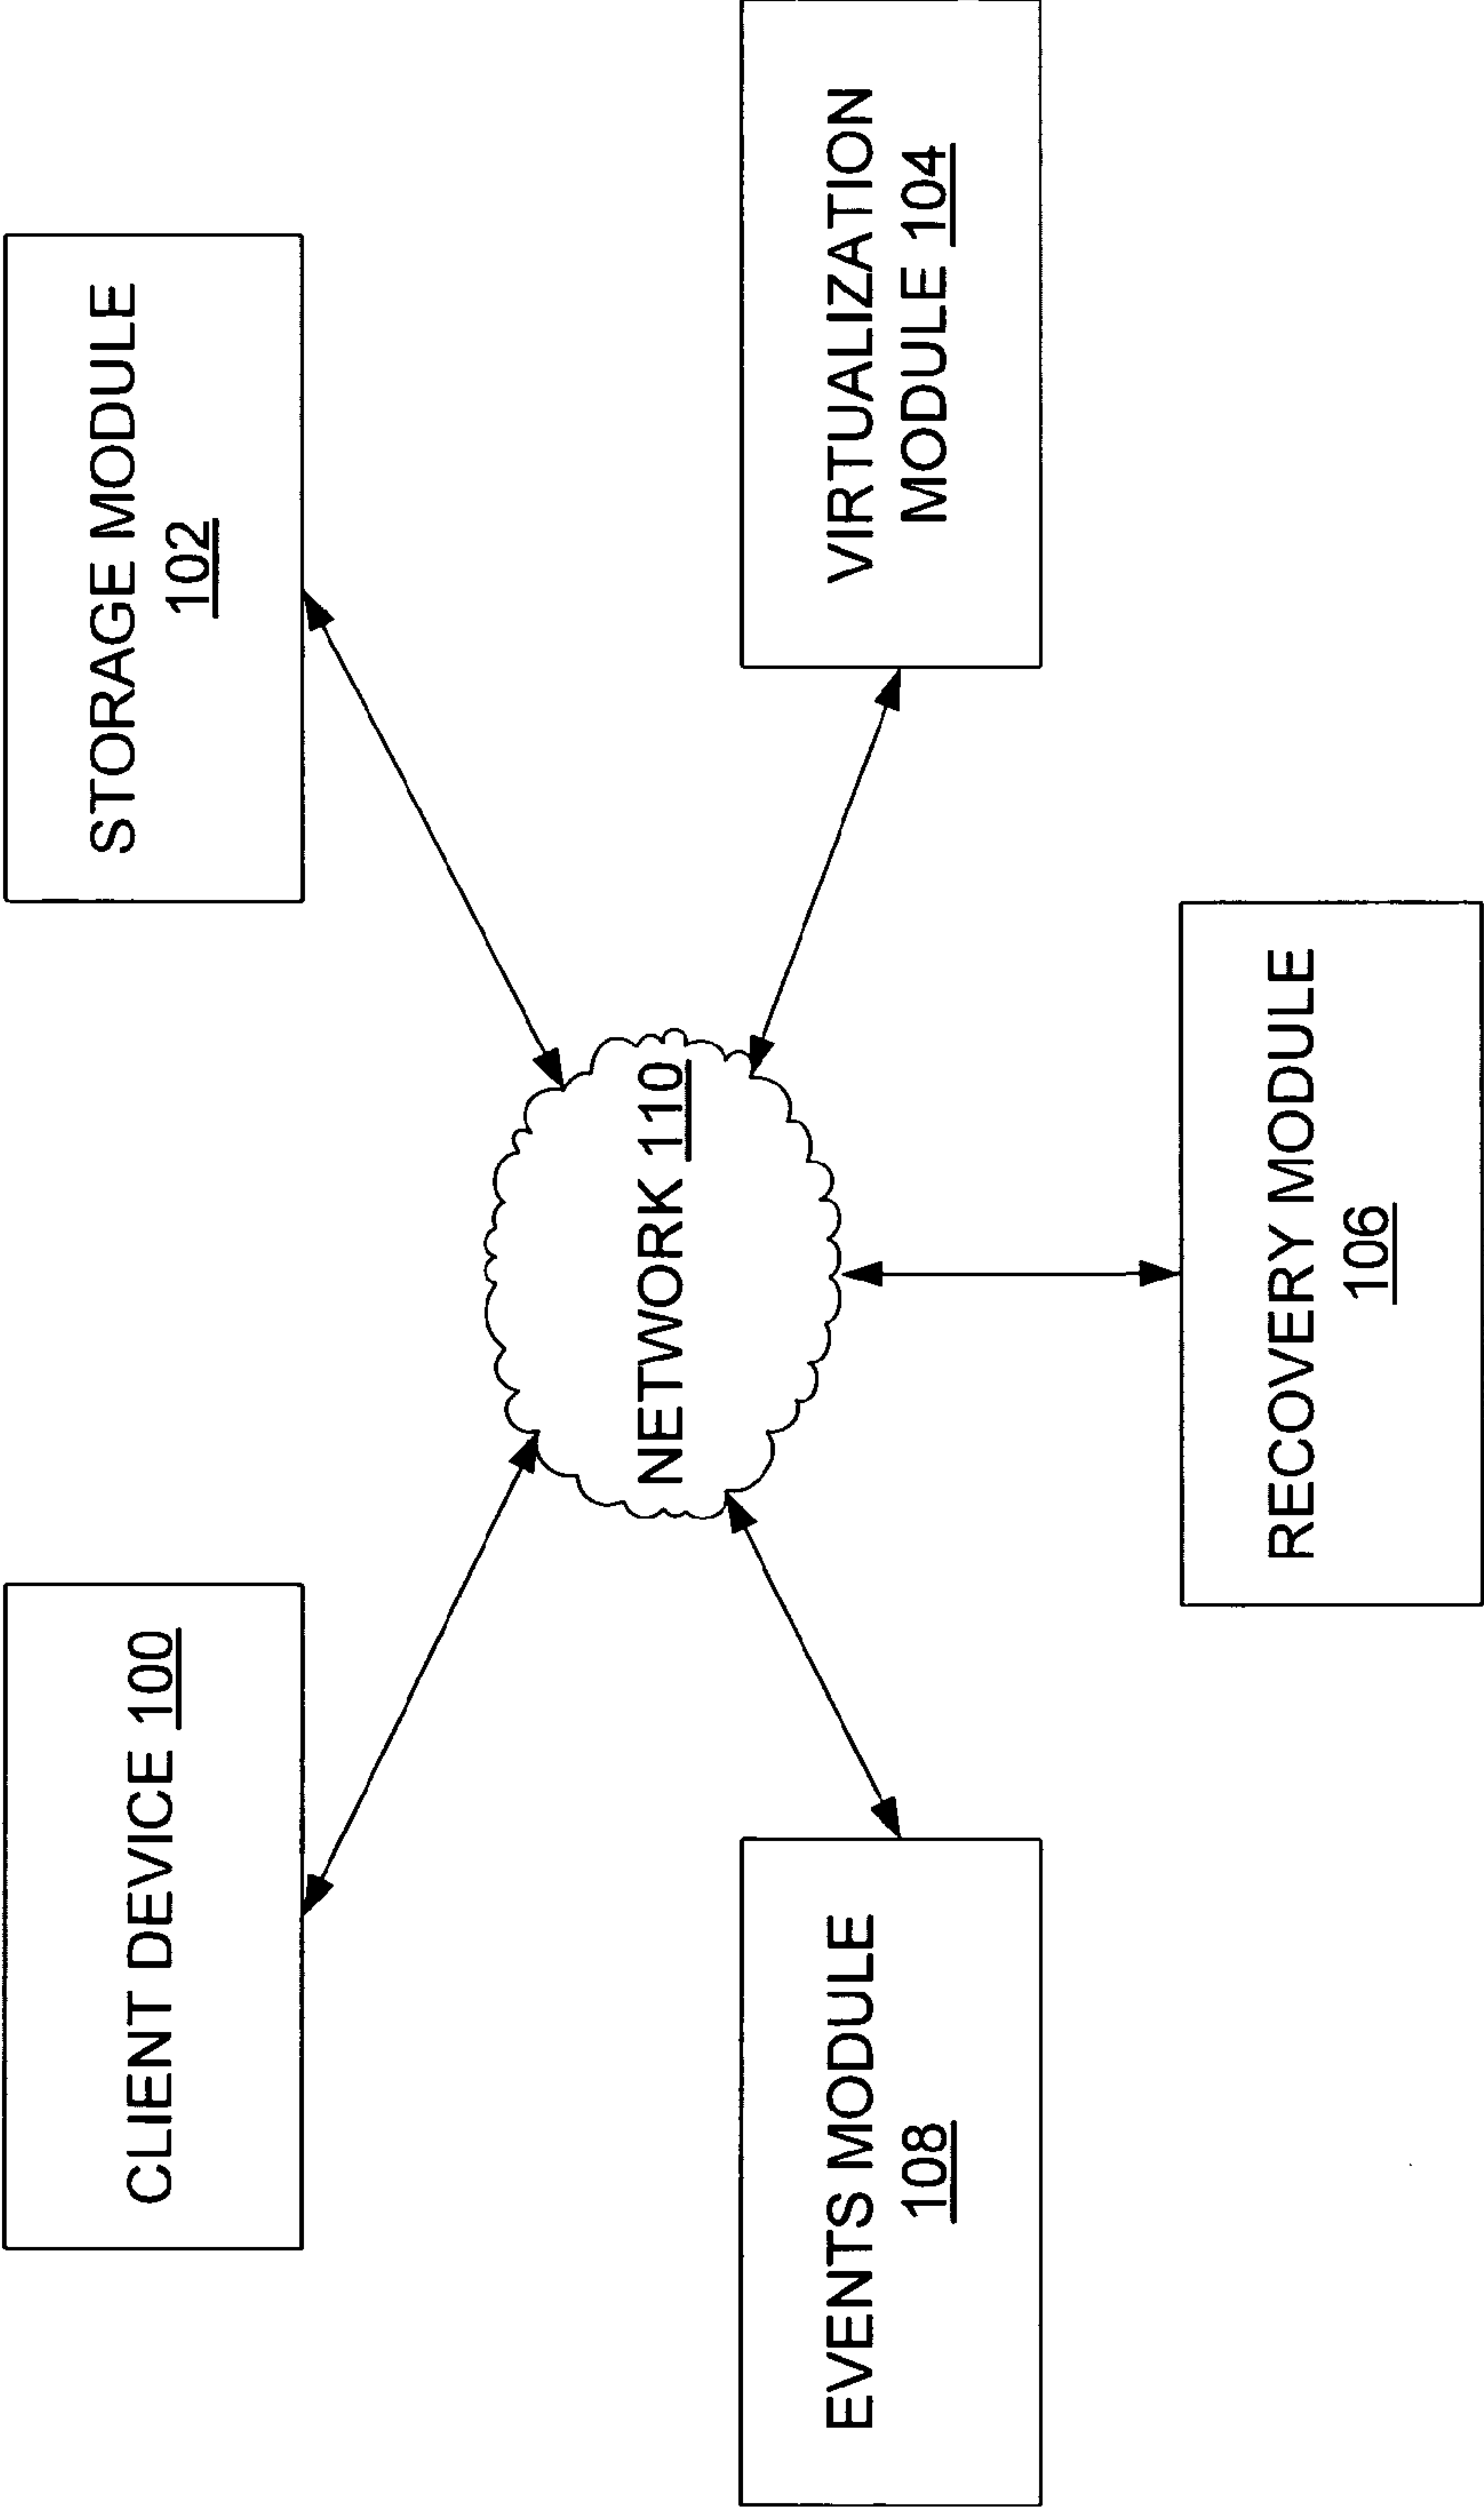 CLIENT DEVICE 100
STORAGE MODULE
102
NETWORK 110
EVENTS MODULE
108
VIRTUALIZATION
MODULE 104
RECOVERY MODULE
106